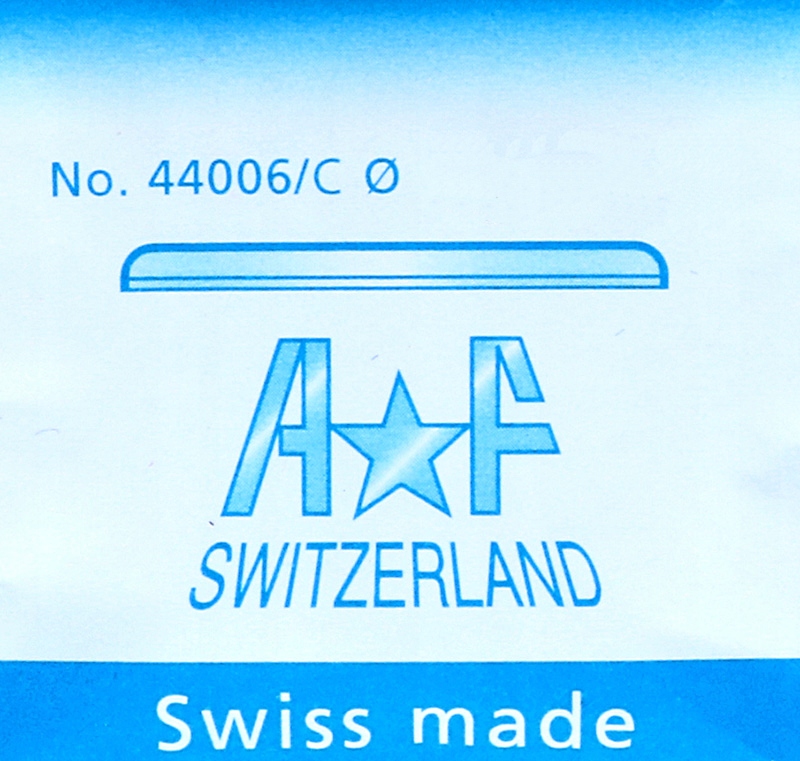 No. 44006/C Ø
A★F
SWITZERLAND
Swiss made